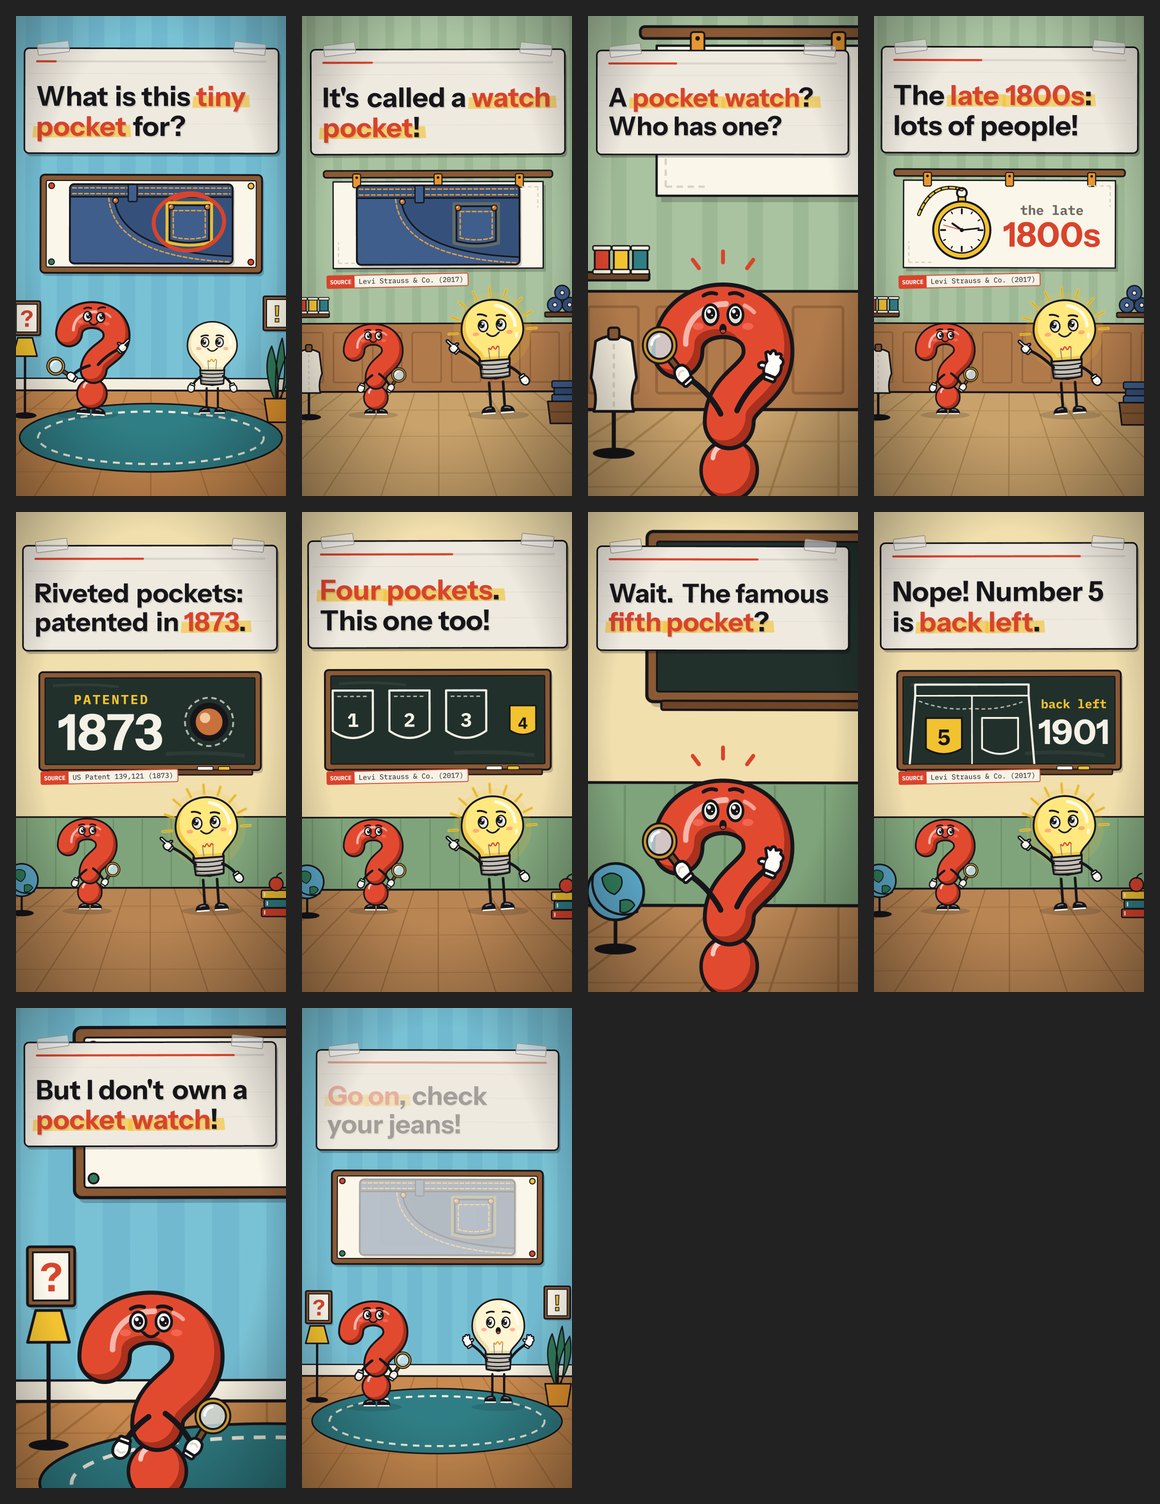 What is this tiny
pocket for?
?
!
It's called a watch
pocket!
SOURCE Levi Strauss & Co. (2017)
A pocket watch?
Who has one?
The late 1800s:
lots of people!
the late
1800s
SOURCE Levi Strauss & Co. (2017)
Riveted pockets:
patented in 1873.
PATENTED
1873
SOURCE US Patent 139,121 (1873)
Four pockets.
This one too!
1 2 3 4
SOURCE Levi Strauss & Co. (2017)
Wait. The famous
fifth pocket?
Nope! Number 5
is back left.
back left
5 1901
SOURCE Levi Strauss & Co. (2017)
But I don't own a
pocket watch!
?
Go on, check
your jeans!
?
!